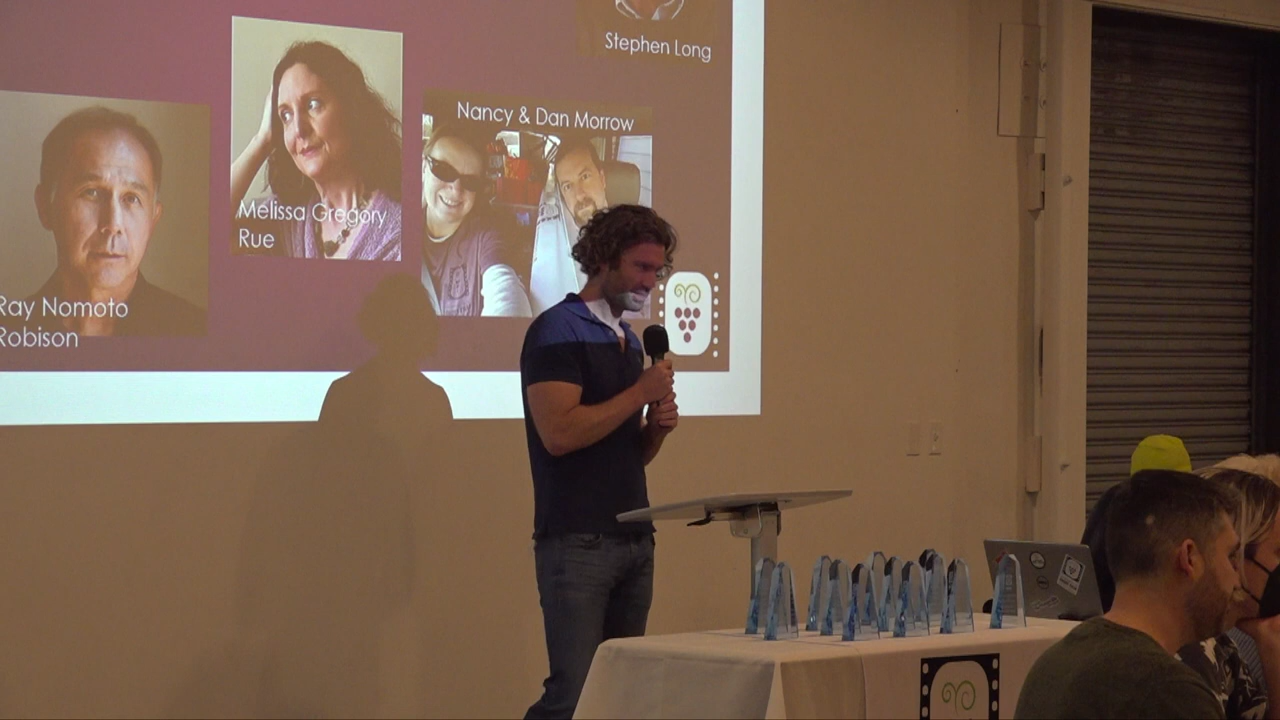 Stephen Long
Nancy & Dan Morrow
Melissa Gregory
Rue
Ray Nomoto
Robison